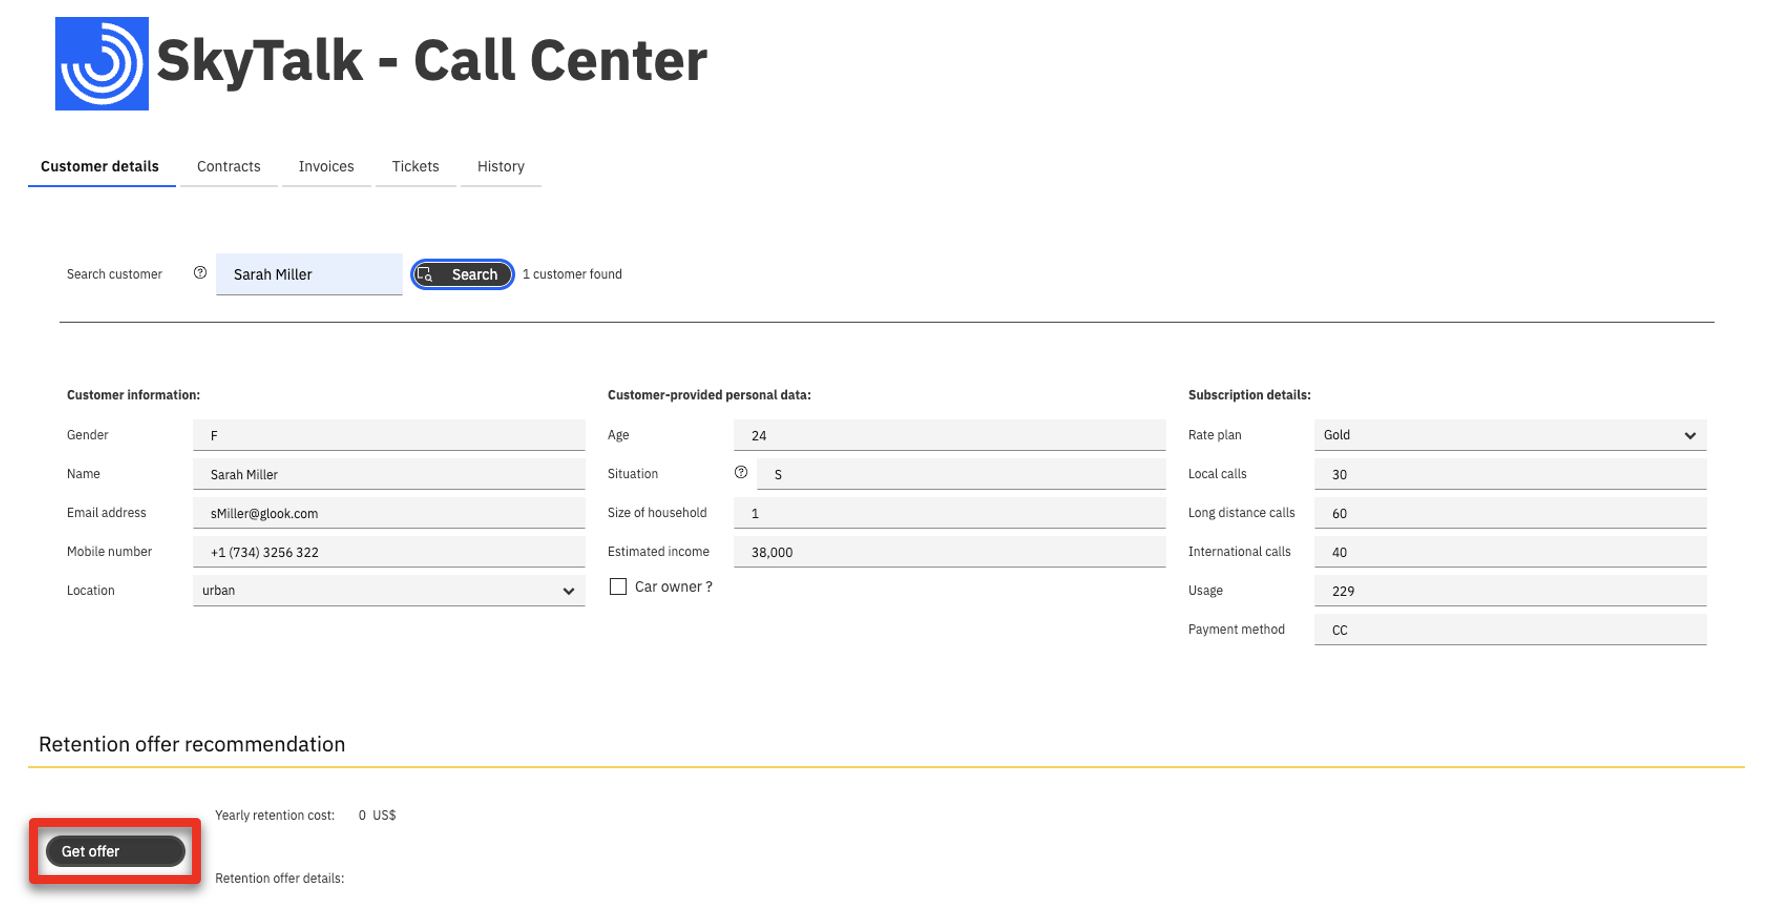 SkyTalk - Call Center
Customer details Contracts Invoices Tickets History
Search customer Sarah Miller Search 1 customer found
Customer information: Customer-provided personal data: Subscription details:
Gender F Age 24 Rate plan Gold
Name Sarah Miller Situation S Local calls 30
Email address sMiller@glook.com Size of household 1 Long distance calls 60
Mobile number +1 (734) 3256 322 Estimated income 38,000 International calls 40
Location urban Car owner ? Usage 229
Payment method CC
Retention offer recommendation
Yearly retention cost: 0 US$
Get offer
Retention offer details: